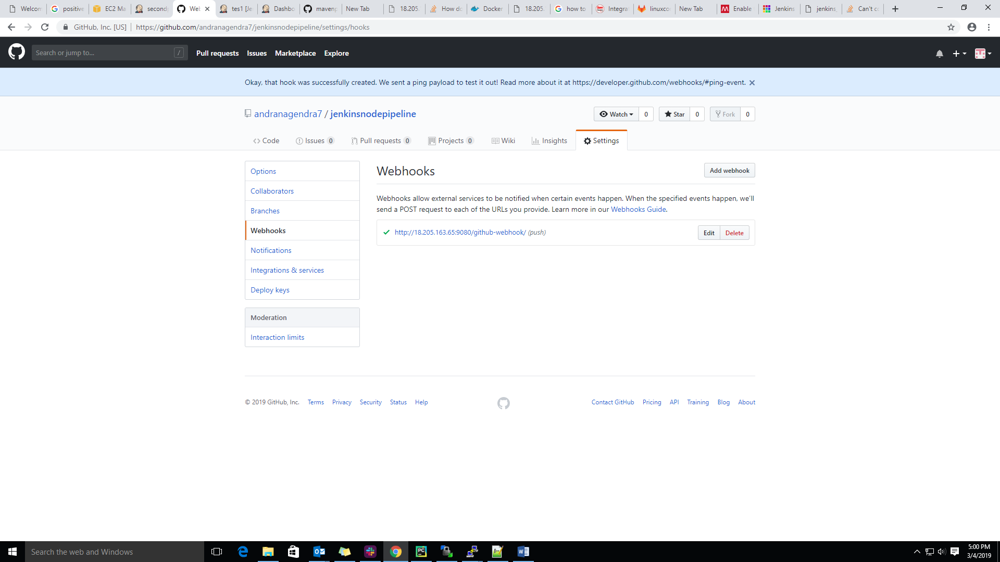 Welcom positive EC2 Ma second Web tes1 [Je Dashbo mavenp New Tab 18.205. How do Docker 18.205. how to Integra linuxco New Tab Enable Jenkins jenkins_ Can't co
GitHub, Inc. [US] https://github.com/andranagendra7/jenkinsnodepipeline/settings/hooks
Search or jump to... / Pull requests Issues Marketplace Explore
Okay, that hook was successfully created. We sent a ping payload to test it out! Read more about it at https://developer.github.com/webhooks/#ping-event.
andranagendra7 / jenkinsnodepipeline Watch 0 Star 0 Fork 0
Code Issues 0 Pull requests 0 Projects 0 Wiki Insights Settings
Options
Collaborators
Branches
Webhooks
Notifications
Integrations & services
Deploy keys
Moderation
Interaction limits
Webhooks Add webhook
Webhooks allow external services to be notified when certain events happen. When the specified events happen, we'll
send a POST request to each of the URLs you provide. Learn more in our Webhooks Guide.
http://18.205.163.65:9080/github-webhook/ (push) Edit Delete
© 2019 GitHub, Inc. Terms Privacy Security Status Help Contact GitHub Pricing API Training Blog About
Search the web and Windows
5:00 PM
3/4/2019